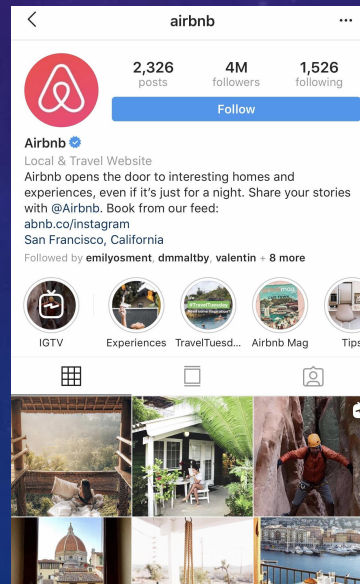 airbnb
2,326 4M 1,526
posts followers following
Follow
Airbnb
Local & Travel Website
Airbnb opens the door to interesting homes and
experiences, even if it's just for a night. Share your stories
with @Airbnb. Book from our feed:
abnb.co/instagram
San Francisco, California
Followed by emilyosment, dmmaltby, valentin + 8 more
#TravelTuesday
mag
IGTV Experiences TravelTuesd... Airbnb Mag Tips